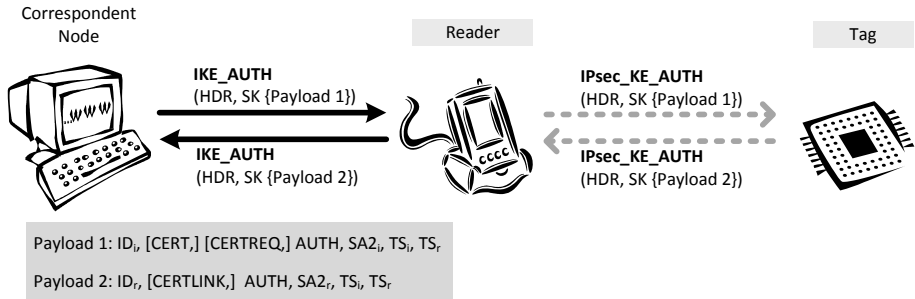 Correspondent
Node
Reader
Tag
IKE_AUTH
(HDR, SK {Payload 1})
IPsec_KE_AUTH
(HDR, SK {Payload 1})
..WWW
IKE_AUTH
(HDR, SK {Payload 2})
IPsec_KE_AUTH
(HDR, SK {Payload 2})
Payload 1: IDi, [CERT,] [CERTREQ,] AUTH, SA2i, TSi, TSr
Payload 2: IDr, [CERTLINK,] AUTH, SA2r, TSi, TSr